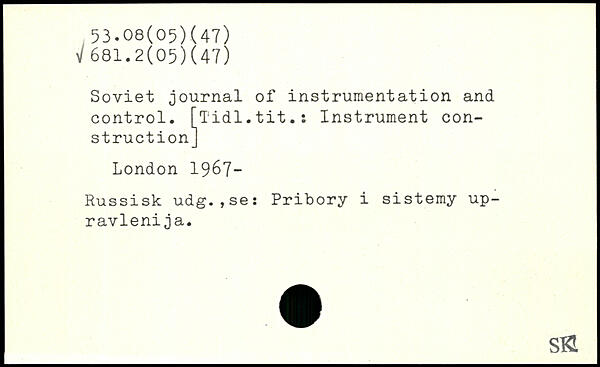 53.08(05)(47)
√ 681.2(05)(47)
Soviet journal of instrumentation and
control. [Tidl.tit.: Instrument con-
struction]
London 1967-
Russisk udg.,se: Pribory i sistemy up-
ravlenija.
SK